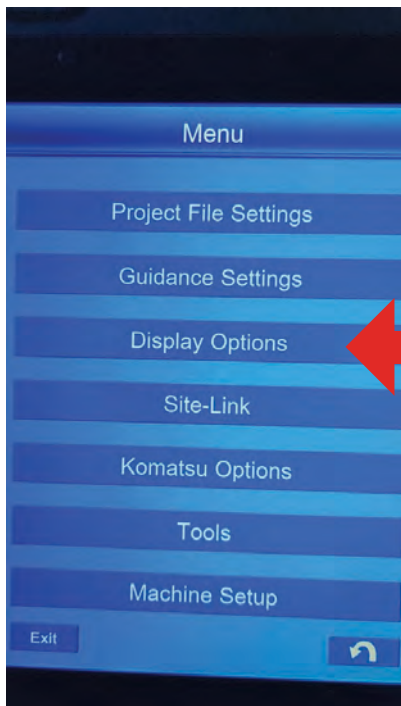 Menu
Project File Settings
Guidance Settings
Display Options
Site-Link
Komatsu Options
Tools
Machine Setup
Exit